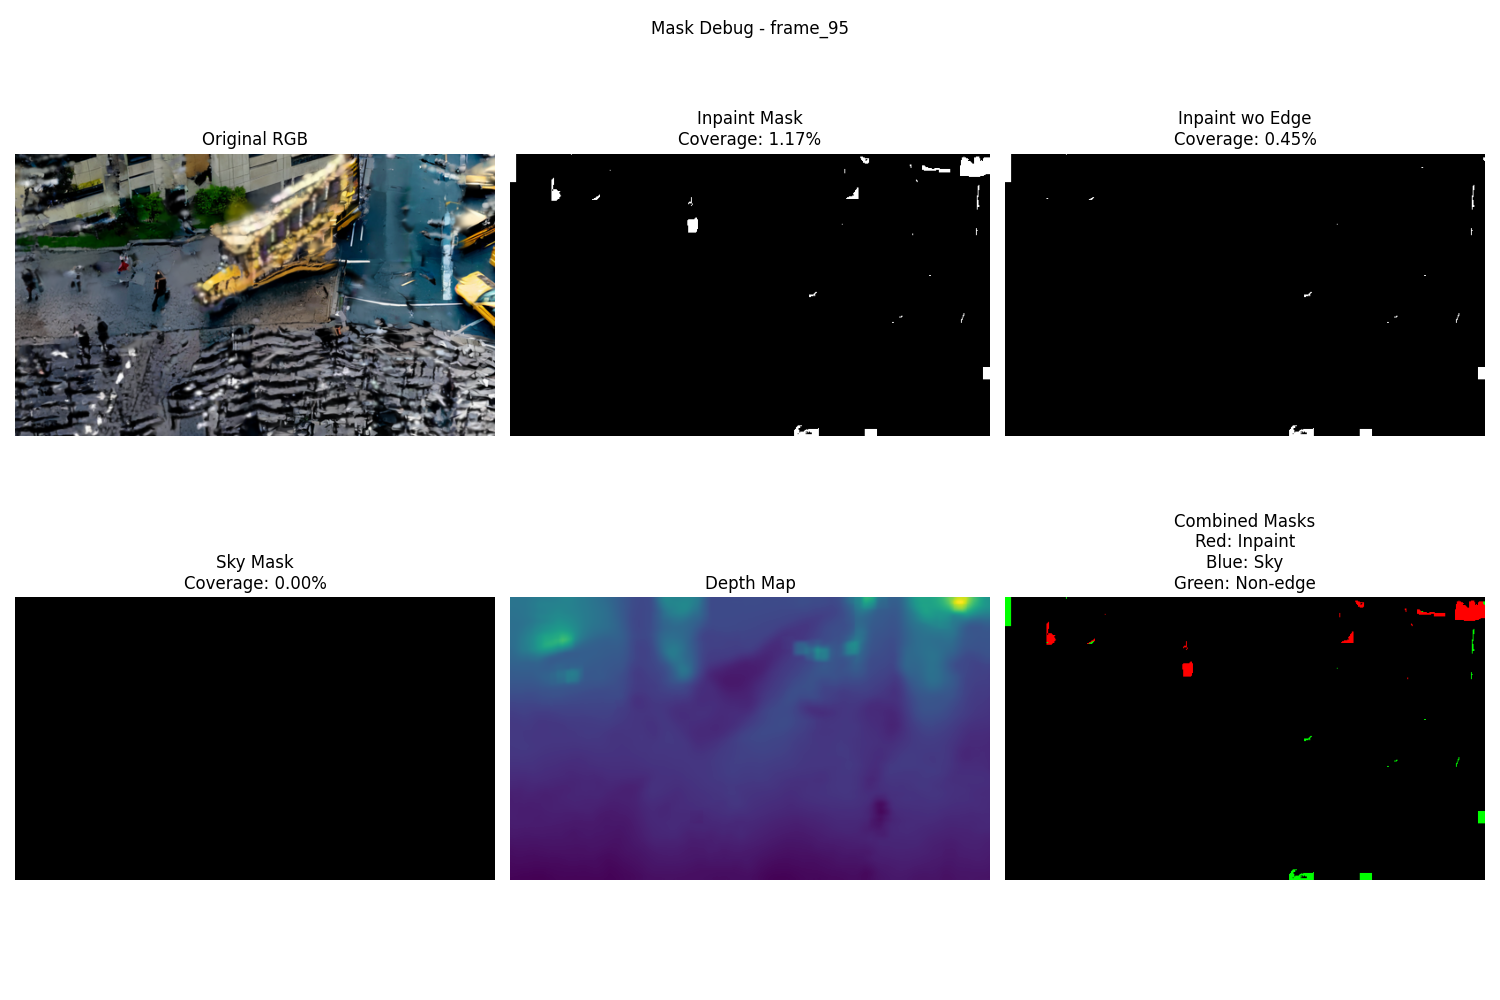 Mask Debug - frame_95
Original RGB
Inpaint Mask
Coverage: 1.17%
Inpaint wo Edge
Coverage: 0.45%
Sky Mask
Coverage: 0.00%
Depth Map
Combined Masks
Red: Inpaint
Blue: Sky
Green: Non-edge